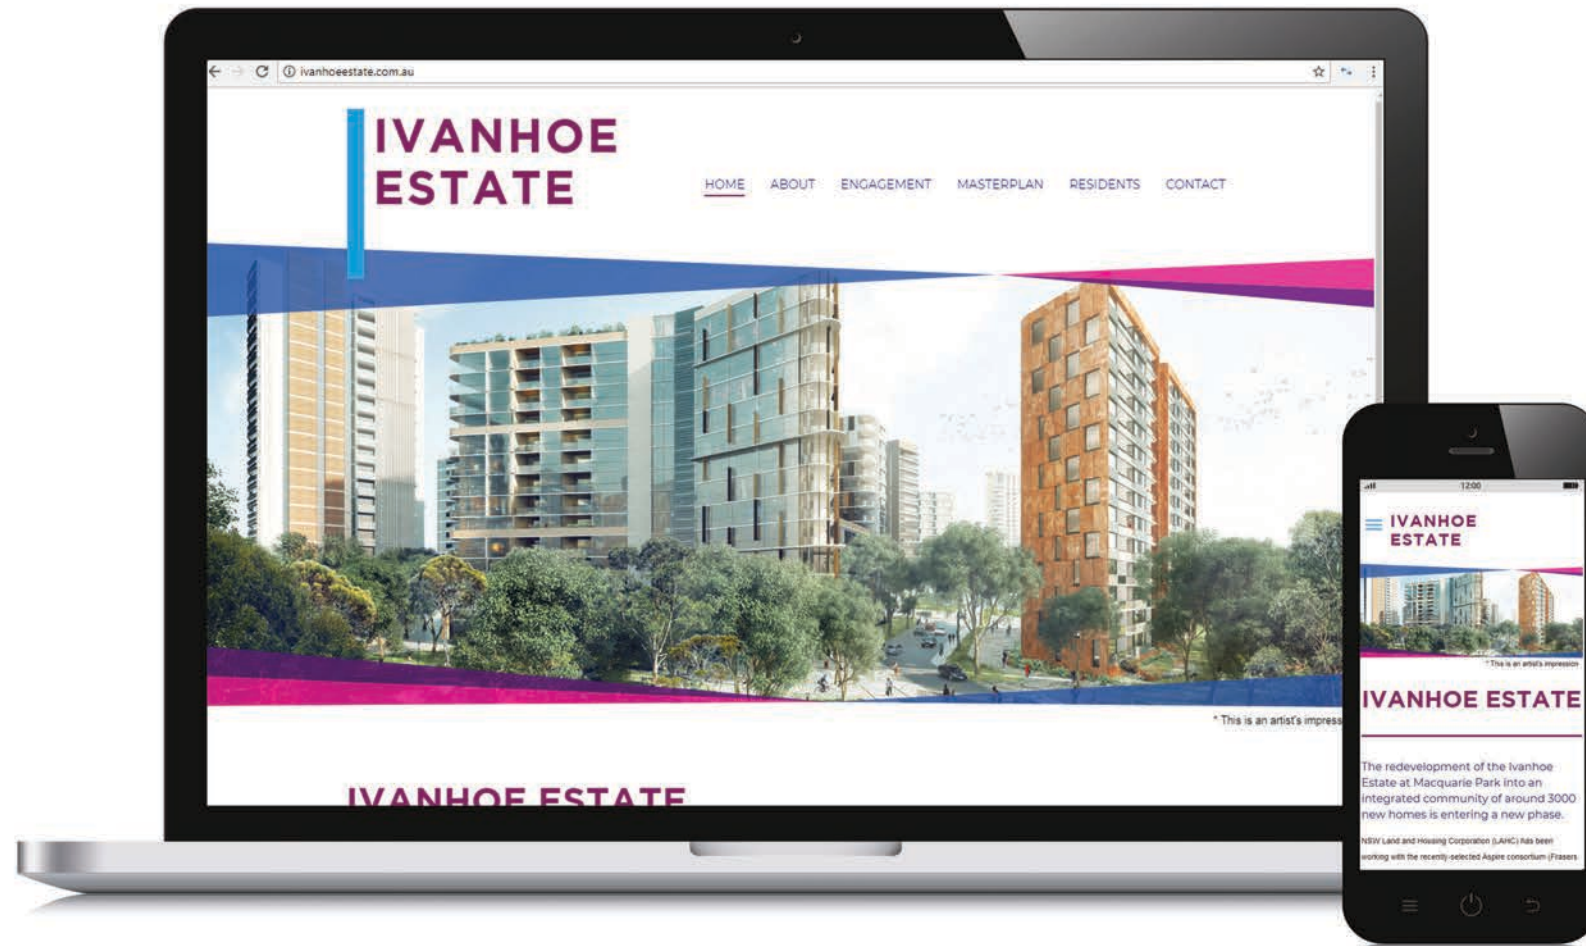 ivanhoeestate.com.au
IVANHOE
ESTATE
HOME ABOUT ENGAGEMENT MASTERPLAN RESIDENTS CONTACT
* This is an artist's impress
IVANHOE ESTATE
12:00
IVANHOE
ESTATE
* This is an artist's impression
IVANHOE ESTATE
The redevelopment of the Ivanhoe
Estate at Macquarie Park into an
integrated community of around 3000
new homes is entering a new phase.
NSW Land and Housing Corporation (LAHC) has been
working with the recently-selected Aspire consortium (Frasers